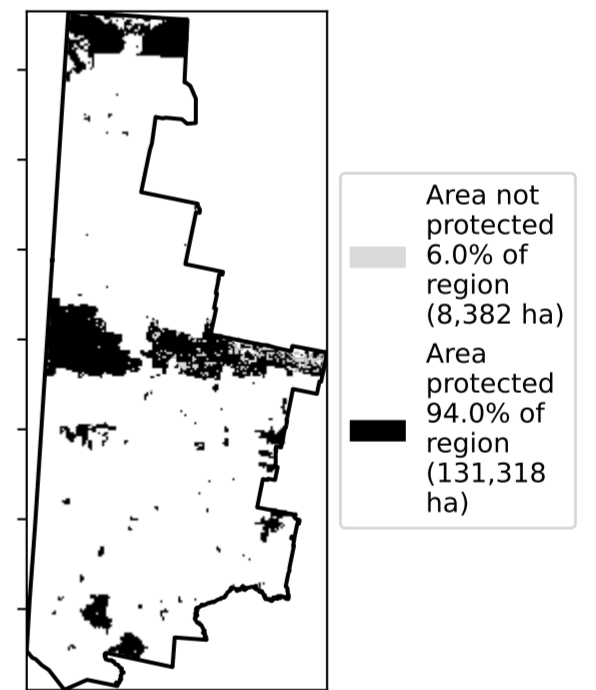 Area not
protected
6.0% of
region
(8,382 ha)
Area
protected
94.0% of
region
(131,318
ha)